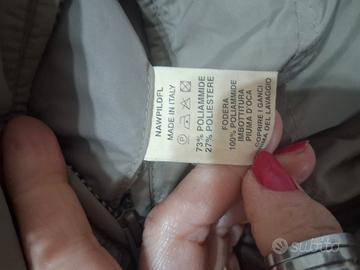 NAWPILDFL
MADE IN ITALY
73% POLIAMMIDE
27% POLIESTERE
FODERA
100% POLIAMMIDE
IMBOTTITURA
PIUMA D'OCA
SCOPRIRE I GANCI
PRIMA DEL LAVAGGIO
subito